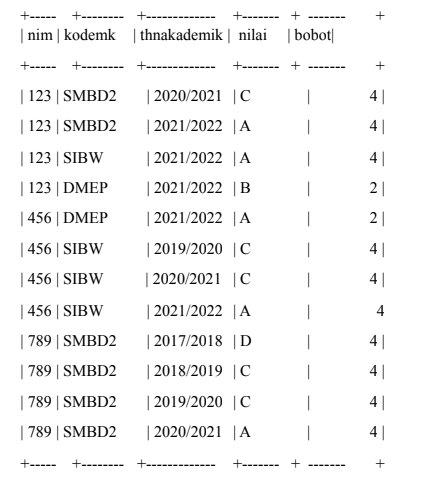 +----- +-------- +------------- +------- + ------- +
| nim | kodemk | thnakademik | nilai | bobot|
+----- +-------- +------------- +------- + ------- +
| 123 | SMBD2 | 2020/2021 | C | 4 |
| 123 | SMBD2 | 2021/2022 | A | 4 |
| 123 | SIBW | 2021/2022 | A | 4 |
| 123 | DMEP | 2021/2022 | B | 2 |
| 456 | DMEP | 2021/2022 | A | 2 |
| 456 | SIBW | 2019/2020 | C | 4 |
| 456 | SIBW | 2020/2021 | C | 4 |
| 456 | SIBW | 2021/2022 | A | 4
| 789 | SMBD2 | 2017/2018 | D | 4 |
| 789 | SMBD2 | 2018/2019 | C | 4 |
| 789 | SMBD2 | 2019/2020 | C | 4 |
| 789 | SMBD2 | 2020/2021 | A | 4 |
+----- +-------- +------------- +------- + ------- +